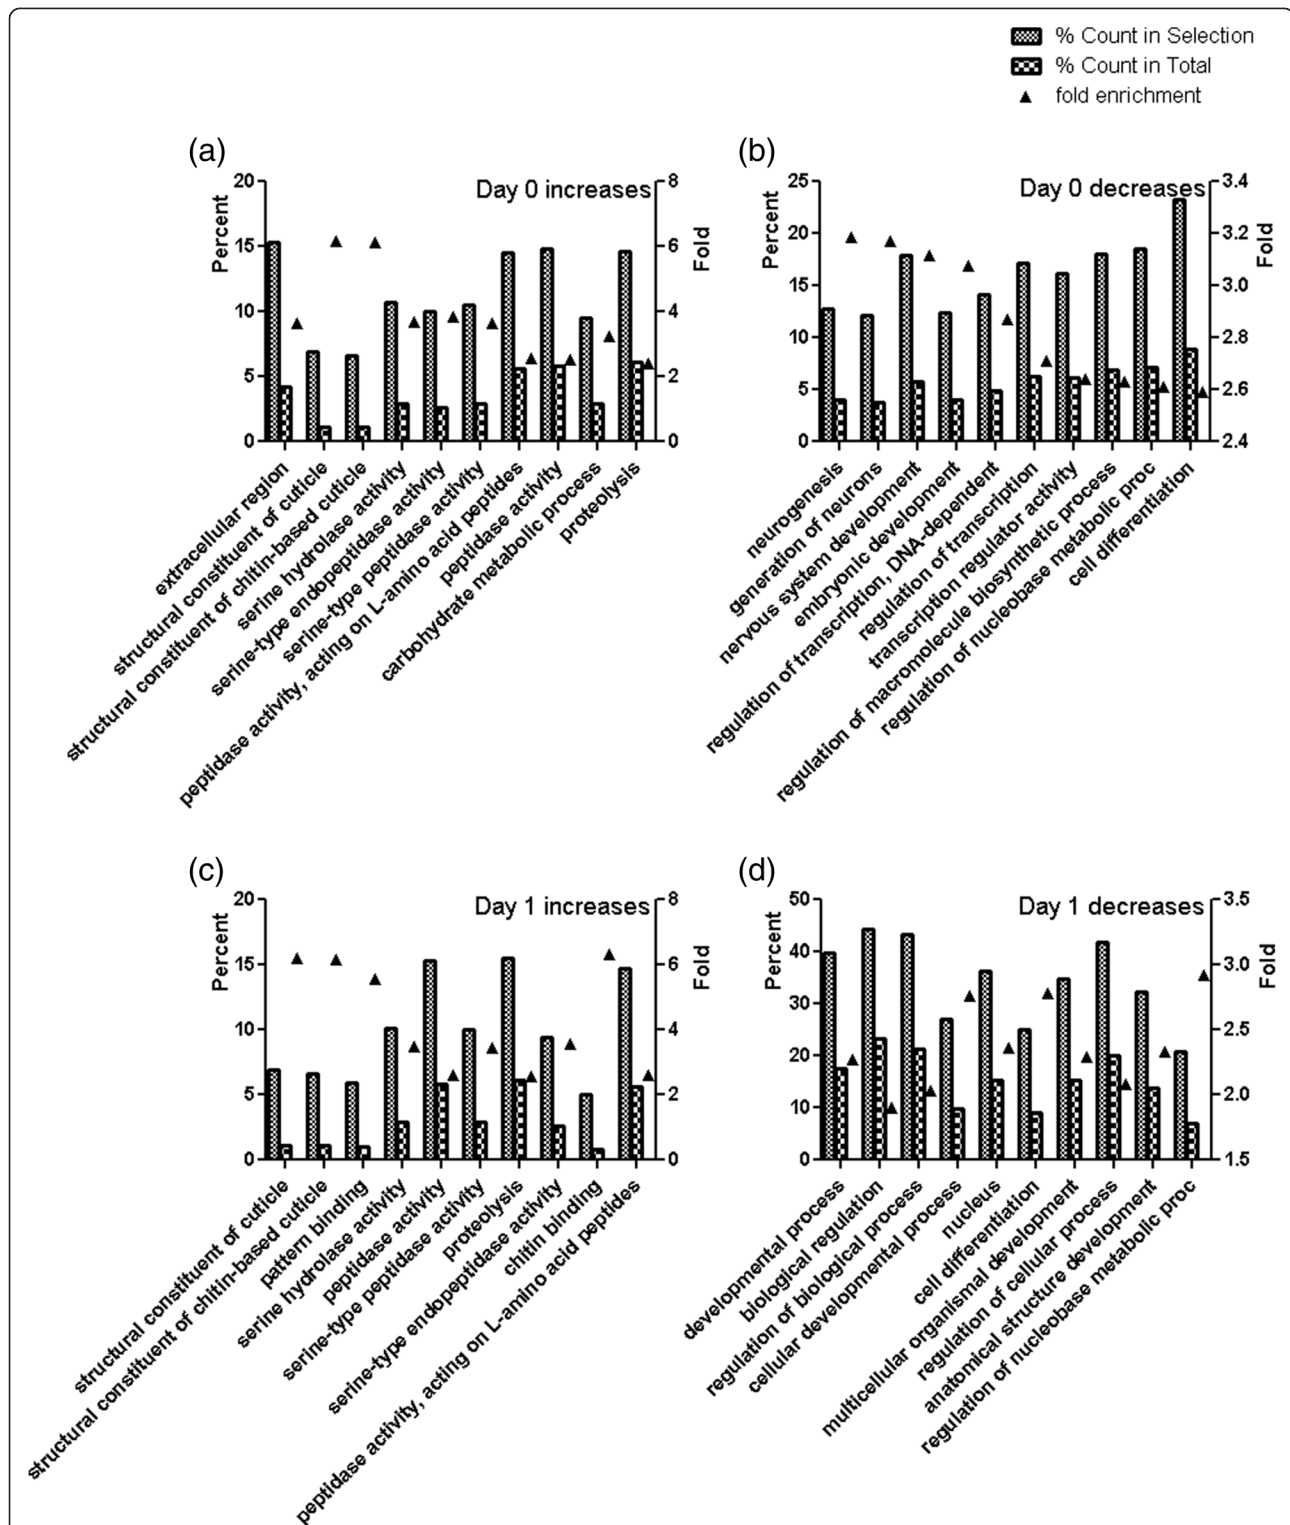 % Count in Selection
% Count in Total
fold enrichment
(a)
Day 0 increases
Percent
20
15
10
5
0
Fold
8
6
4
2
0
extracellular region
structural constituent of cuticle
structural constituent of chitin-based cuticle
serine hydrolase activity
serine-type endopeptidase activity
serine-type peptidase activity
peptidase activity, acting on L-amino acid peptides
peptidase activity
carbohydrate metabolic process
proteolysis
(b)
Day 0 decreases
Percent
25
20
15
10
5
0
Fold
3.4
3.2
3.0
2.8
2.6
2.4
neurogenesis
generation of neurons
nervous system development
embryonic development
regulation of transcription, DNA-dependent
regulation of transcription
transcription regulator activity
regulation of macromolecule biosynthetic process
regulation of nucleobase metabolic proc
cell differentiation
(c)
Day 1 increases
Percent
20
15
10
5
0
Fold
8
6
4
2
0
structural constituent of cuticle
structural constituent of chitin-based cuticle
pattern binding
serine hydrolase activity
peptidase activity
serine-type peptidase activity
proteolysis
serine-type endopeptidase activity
chitin binding
peptidase activity, acting on L-amino acid peptides
(d)
Day 1 decreases
Percent
50
40
30
20
10
0
Fold
3.5
3.0
2.5
2.0
1.5
developmental process
biological regulation
regulation of biological process
cellular developmental process
nucleus
cell differentiation
multicellular organismal development
regulation of cellular process
anatomical structure development
regulation of nucleobase metabolic proc